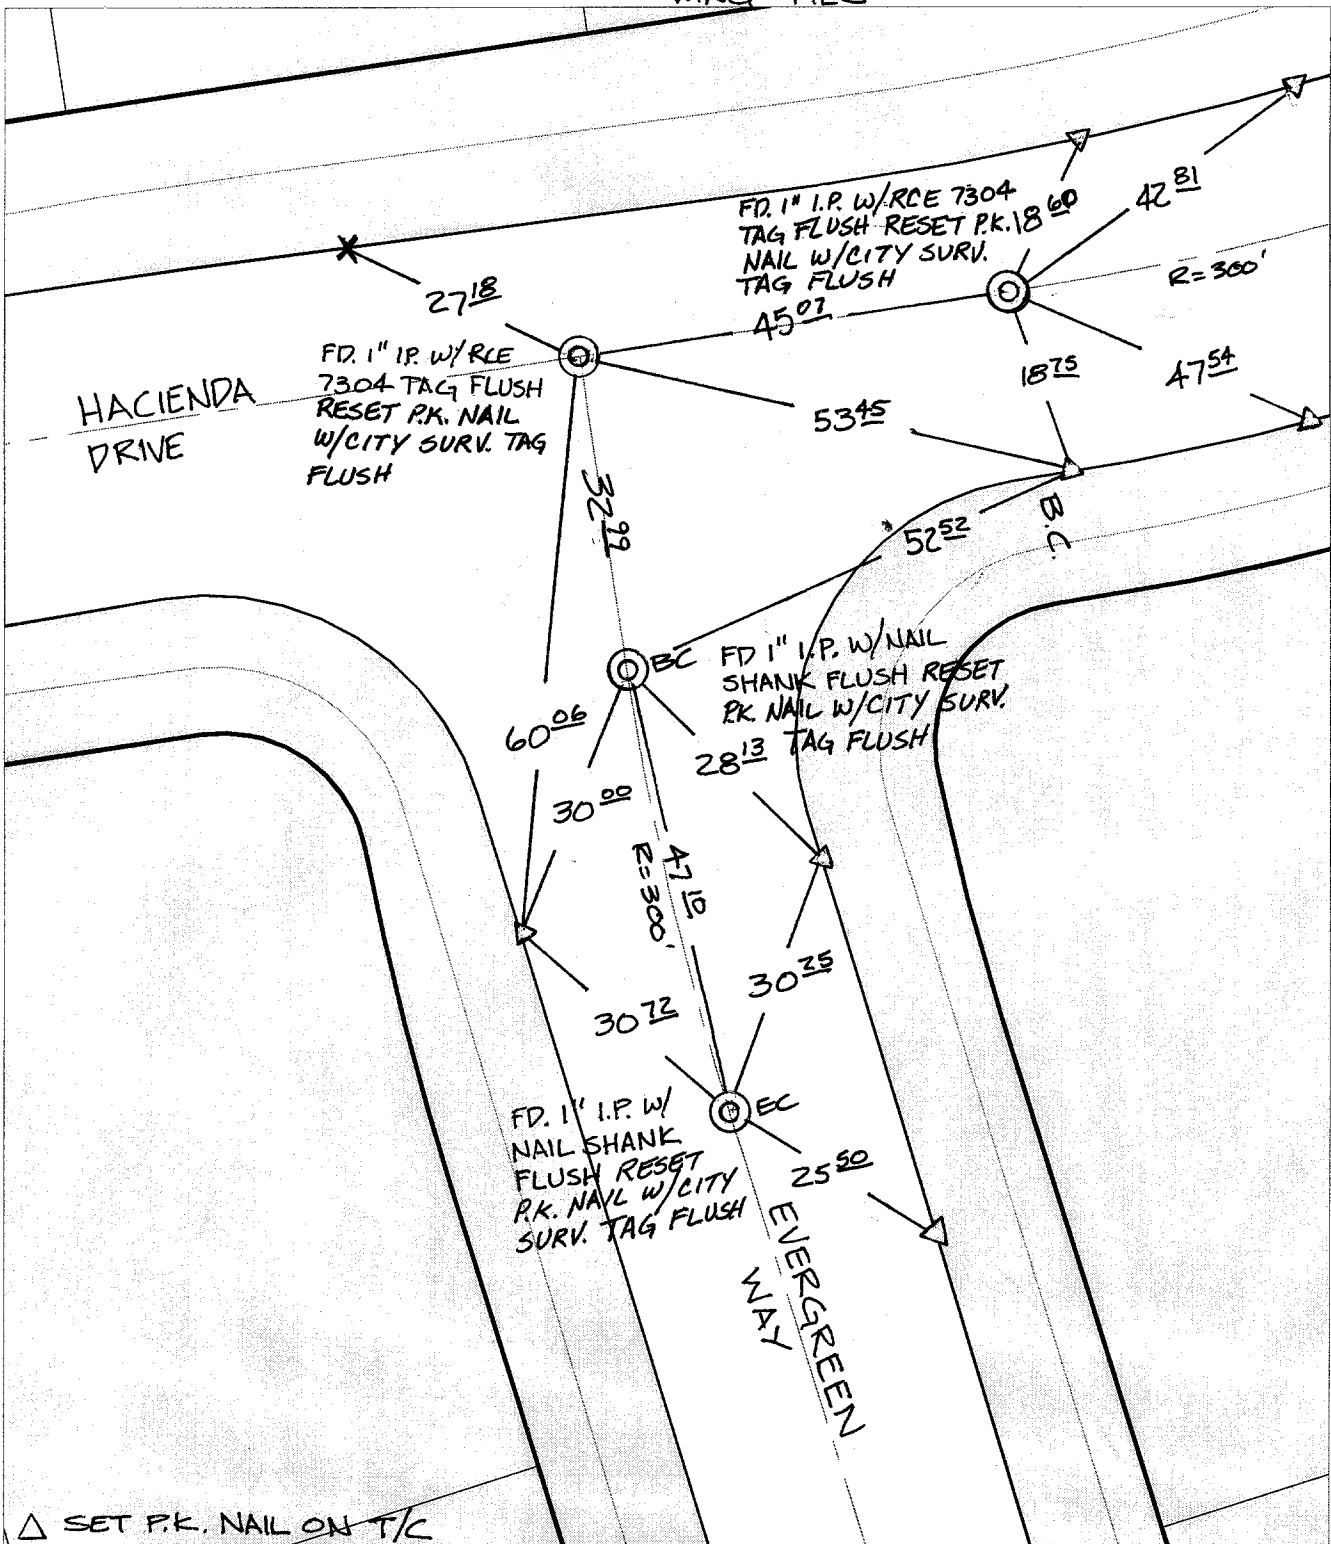 FD. 1" I.P. W/RCE 7304
TAG FLUSH RESET P.K.
NAIL W/CITY SURV.
TAG FLUSH
18 60
42 81
R=300'
27 18
45 07
FD. 1" I.P. W/RCE
7304 TAG FLUSH
RESET P.K. NAIL
W/CITY SURV. TAG
FLUSH
HACIENDA
DRIVE
18 75
47 54
53 45
32 99
52 52
B.C.
BC
FD 1" I.P. W/NAIL
SHANK FLUSH RESET
P.K. NAIL W/CITY SURV.
TAG FLUSH
60 06
28 13
30 00
47 10
R=300'
30 25
30 72
EC
FD. 1" I.P. W/
NAIL SHANK
FLUSH RESET
P.K. NAIL W/CITY
SURV. TAG FLUSH
25 50
EVERGREEN
WAY
△ SET P.K. NAIL ON T/C